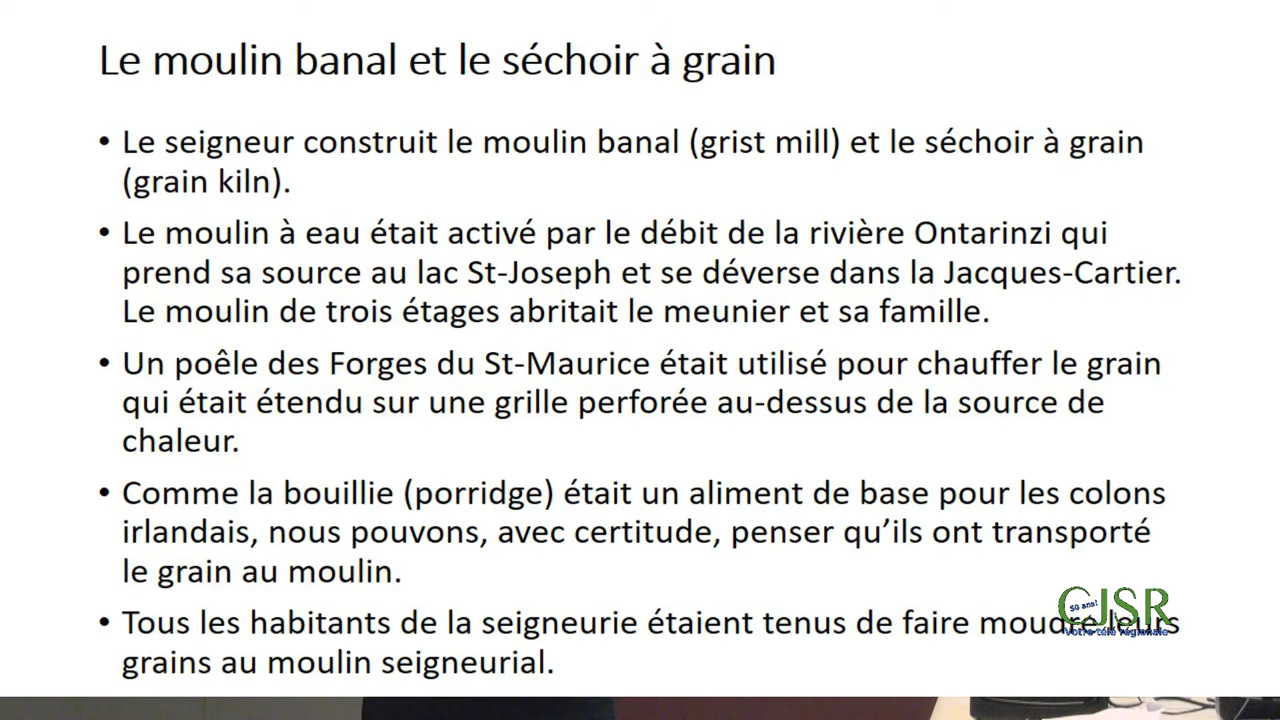 Le moulin banal et le séchoir à grain
• Le seigneur construit le moulin banal (grist mill) et le séchoir à grain
(grain kiln).
• Le moulin à eau était activé par le débit de la rivière Ontarinzi qui
prend sa source au lac St-Joseph et se déverse dans la Jacques-Cartier.
Le moulin de trois étages abritait le meunier et sa famille.
• Un poêle des Forges du St-Maurice était utilisé pour chauffer le grain
qui était étendu sur une grille perforée au-dessus de la source de
chaleur.
• Comme la bouillie (porridge) était un aliment de base pour les colons
irlandais, nous pouvons, avec certitude, penser qu’ils ont transporté
le grain au moulin.
• Tous les habitants de la seigneurie étaient tenus de faire moudre leurs
grains au moulin seigneurial.
50 ans!
CJSR
Votre télé régionale